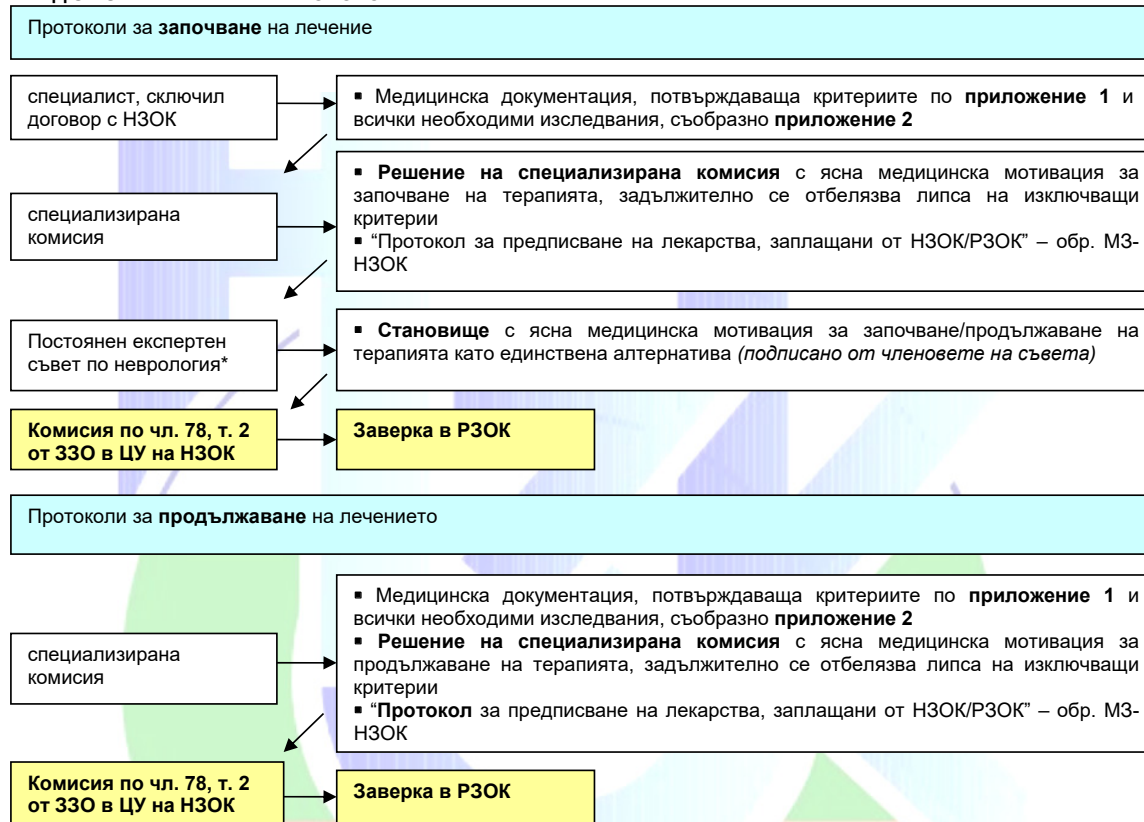 Протоколи за започване на лечение
специалист, сключил
договор с НЗОК
▪ Медицинска документация, потвърждаваща критериите по приложение 1 и
всички необходими изследвания, съобразно приложение 2
специализирана
комисия
▪ Решение на специализирана комисия с ясна медицинска мотивация за
започване на терапията, задължително се отбелязва липса на изключващи
критерии
▪ “Протокол за предписване на лекарства, заплащани от НЗОК/РЗОК” – обр. МЗ-
НЗОК
Постоянен експертен
съвет по неврология*
▪ Становище с ясна медицинска мотивация за започване/продължаване на
терапията като единствена алтернатива (подписано от членовете на съвета)
Комисия по чл. 78, т. 2
от ЗЗО в ЦУ на НЗОК
Заверка в РЗОК
Протоколи за продължаване на лечението
специализирана
комисия
▪ Медицинска документация, потвърждаваща критериите по приложение 1 и
всички необходими изследвания, съобразно приложение 2
▪ Решение на специализирана комисия с ясна медицинска мотивация за
продължаване на терапията, задължително се отбелязва липса на изключващи
критерии
▪ “Протокол за предписване на лекарства, заплащани от НЗОК/РЗОК” – обр. МЗ-
НЗОК
Комисия по чл. 78, т. 2
от ЗЗО в ЦУ на НЗОК
Заверка в РЗОК